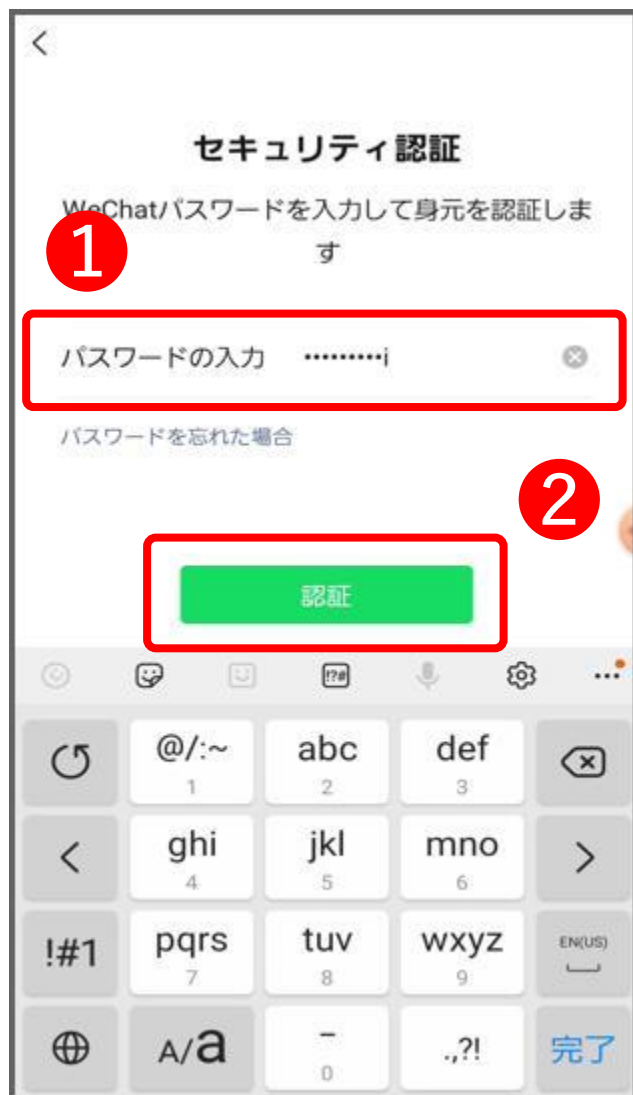 セキュリティ認証
WeChatパスワードを入力して身元を認証しま
す
1
パスワードの入力 •••••••••i
パスワードを忘れた場合
2
認証
!?#
@/:~ abc def
1 2 3
ghi jkl mno
4 5 6
!#1 pqrs tuv wxyz EN(US)
7 8 9
A/a – .,?! 完了
0